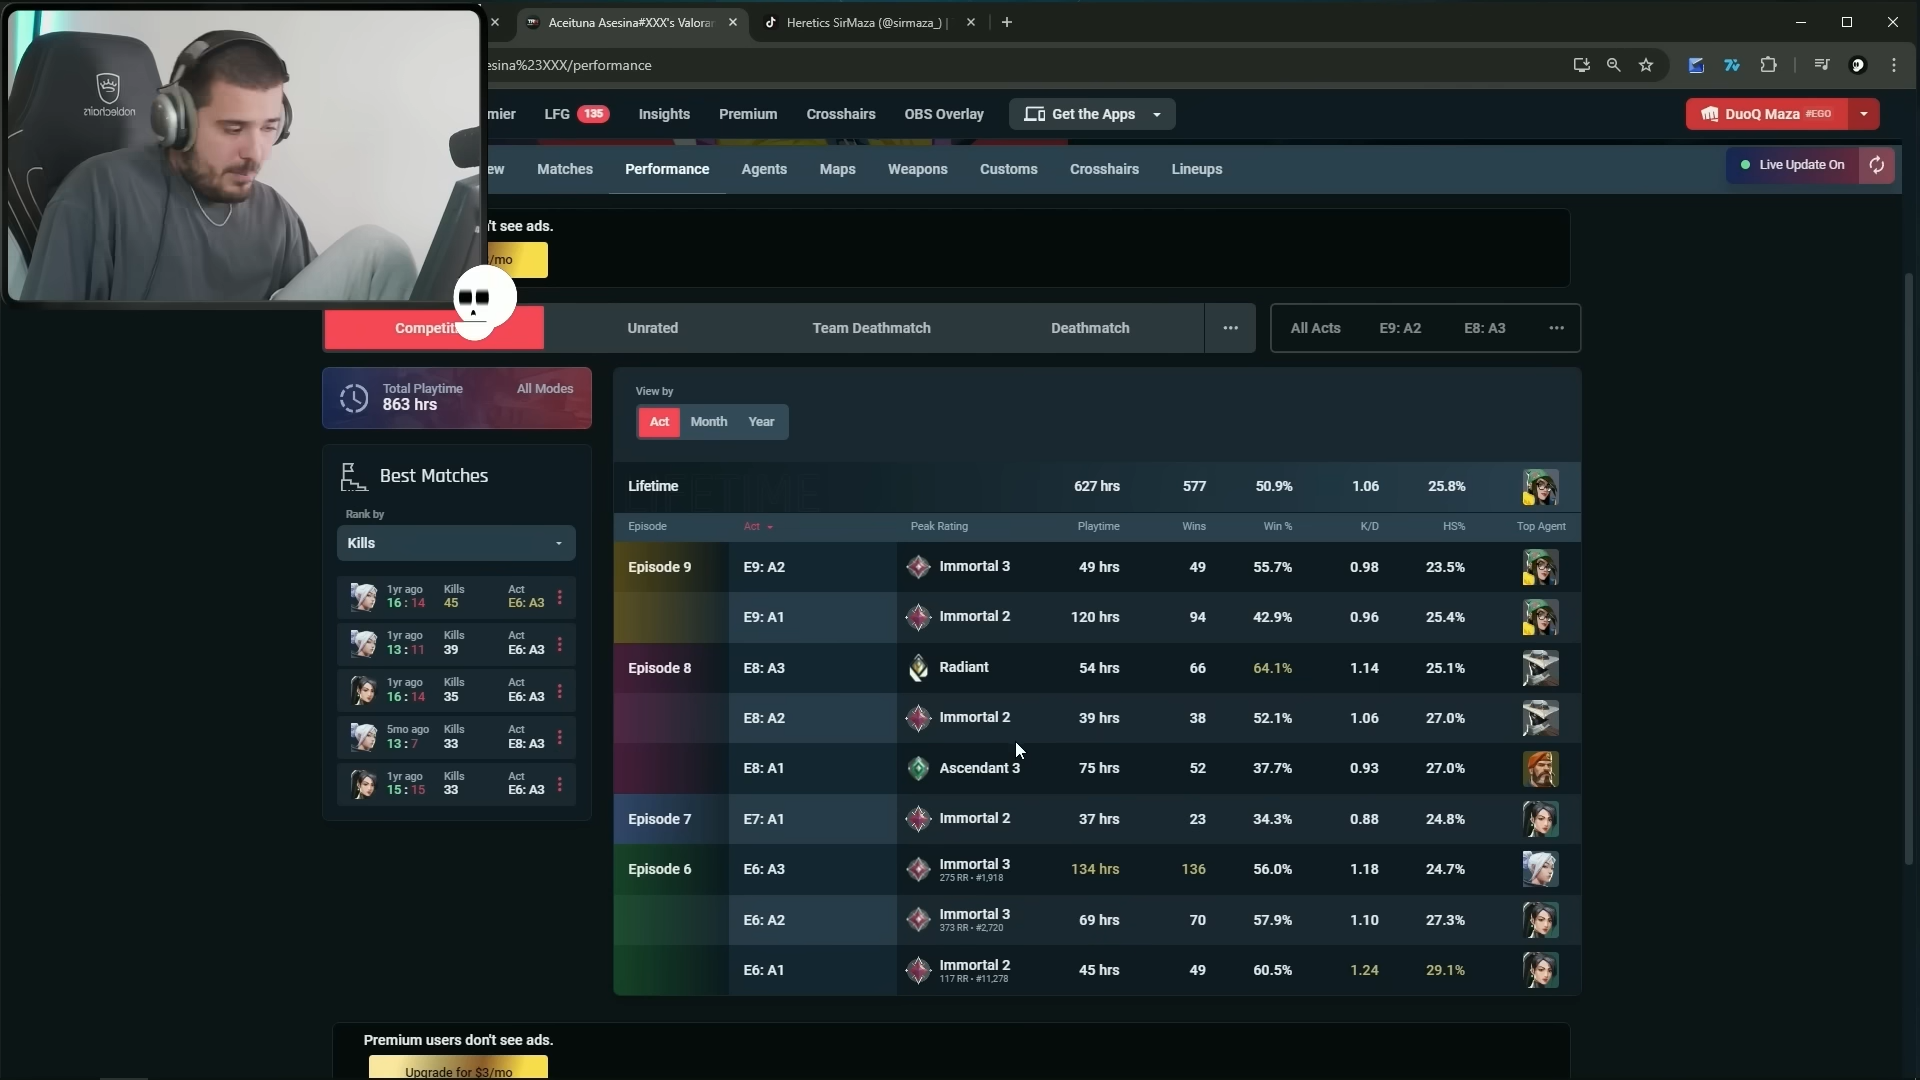 Aceituna Asesina#XXX's Valorar
Heretics SirMaza (@sirmaza_) |
esina%23XXX/performance
noblechairs
mier
LFG
135
Insights
Premium
Crosshairs
OBS Overlay
Get the Apps
DuoQ Maza #EGO
ew
Matches
Performance
Agents
Maps
Weapons
Customs
Crosshairs
Lineups
Live Update On
't see ads.
/mo
Competiti
Unrated
Team Deathmatch
Deathmatch
All Acts
E9: A2
E8: A3
Total Playtime
All Modes
863 hrs
View by
Act
Month
Year
Best Matches
Rank by
Kills
1yr ago Kills Act
16 : 14 45 E6: A3
1yr ago Kills Act
13 : 11 39 E6: A3
1yr ago Kills Act
16 : 14 35 E6: A3
5mo ago Kills Act
13 : 7 33 E8: A3
1yr ago Kills Act
15 : 15 33 E6: A3
Lifetime 627 hrs 577 50.9% 1.06 25.8%
Episode Act Peak Rating Playtime Wins Win % K/D HS% Top Agent
Episode 9 E9: A2 Immortal 3 49 hrs 49 55.7% 0.98 23.5%
E9: A1 Immortal 2 120 hrs 94 42.9% 0.96 25.4%
Episode 8 E8: A3 Radiant 54 hrs 66 64.1% 1.14 25.1%
E8: A2 Immortal 2 39 hrs 38 52.1% 1.06 27.0%
E8: A1 Ascendant 3 75 hrs 52 37.7% 0.93 27.0%
Episode 7 E7: A1 Immortal 2 37 hrs 23 34.3% 0.88 24.8%
Episode 6 E6: A3 Immortal 3 134 hrs 136 56.0% 1.18 24.7%
275 RR • #1,918
E6: A2 Immortal 3 69 hrs 70 57.9% 1.10 27.3%
373 RR • #2,720
E6: A1 Immortal 2 45 hrs 49 60.5% 1.24 29.1%
117 RR • #11,278
Premium users don't see ads.
Upgrade for $3/mo